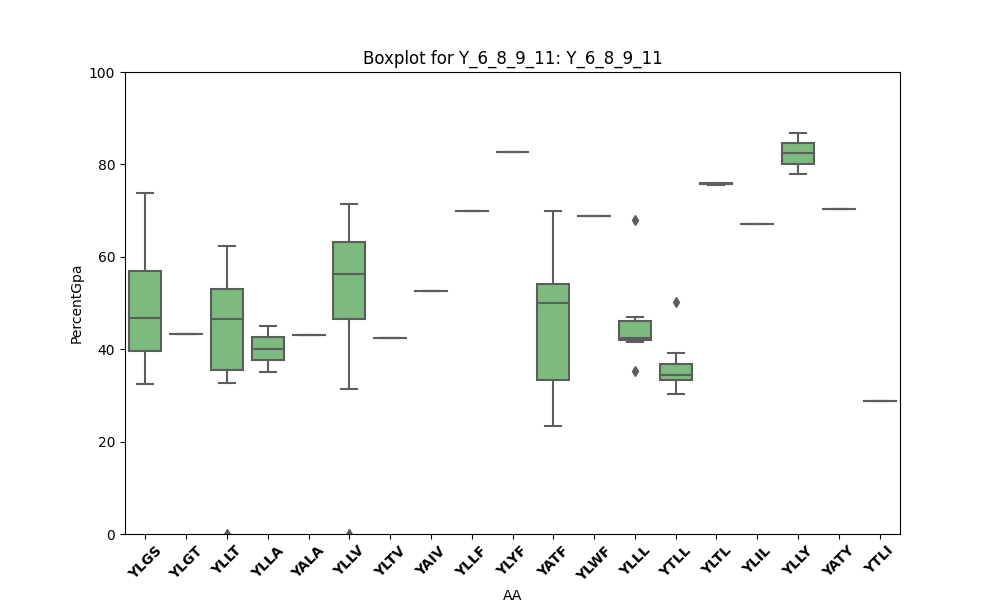 Boxplot for Y_6_8_9_11: Y_6_8_9_11
100
80
60
40
20
0
PercentGpa
YLGS
YLGT
YLLT
YLLA
YALA
YLLV
YLTV
YAIV
YLLF
YLYF
YATF
YLWF
YLLL
YTLL
YLTL
YLIL
YLLY
YATY
YTLI
AA